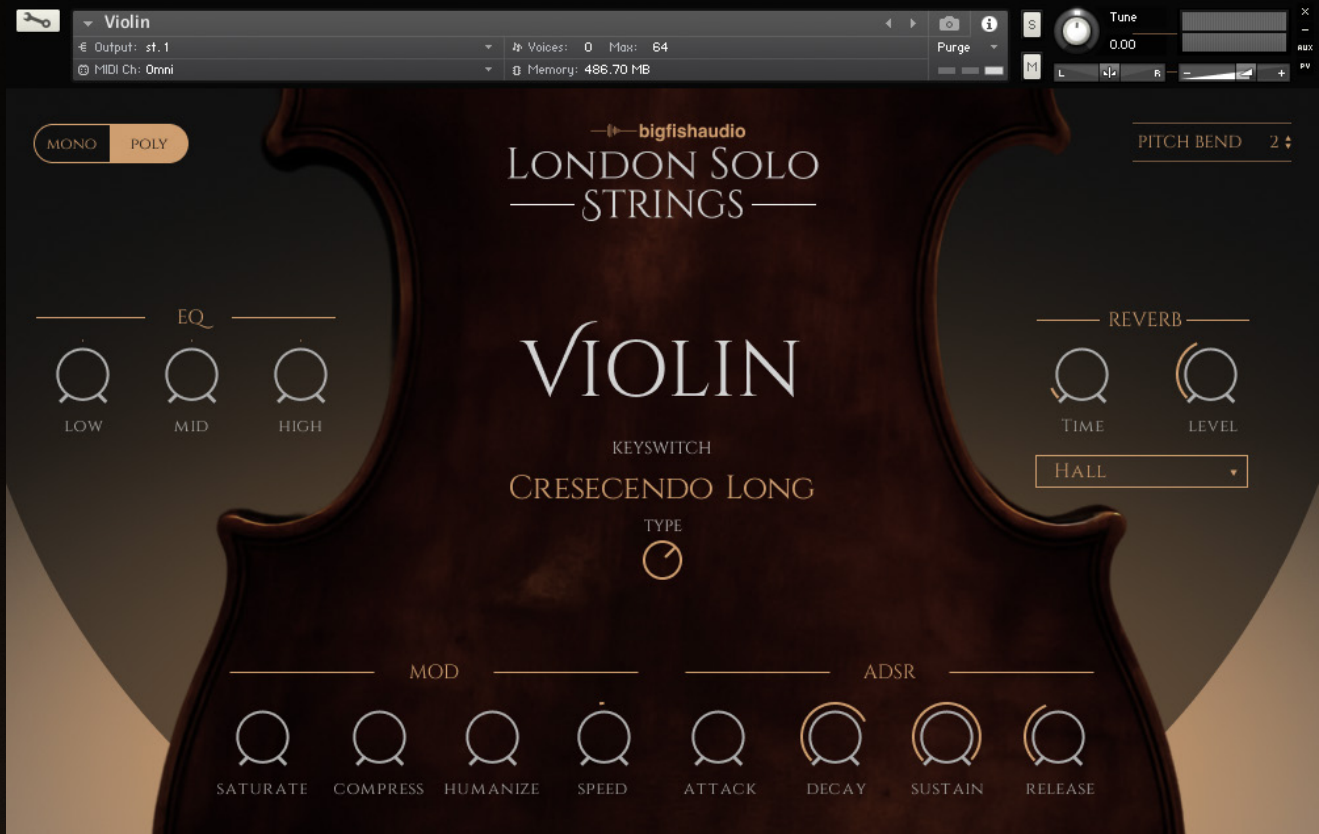 Violin
Output: st.1
Voices: 0 Max: 64
Purge
MIDI Ch: Omni
Memory: 486.70 MB
S
M
Tune
0.00
L R
- +
×
-
AUX
PV
MONO POLY
bigfishaudio
LONDON SOLO
STRINGS
PITCH BEND 2
EQ
LOW MID HIGH
VIOLIN
KEYSWITCH
CRESECENDO LONG
TYPE
REVERB
TIME LEVEL
HALL
MOD
SATURATE COMPRESS HUMANIZE SPEED
ADSR
ATTACK DECAY SUSTAIN RELEASE